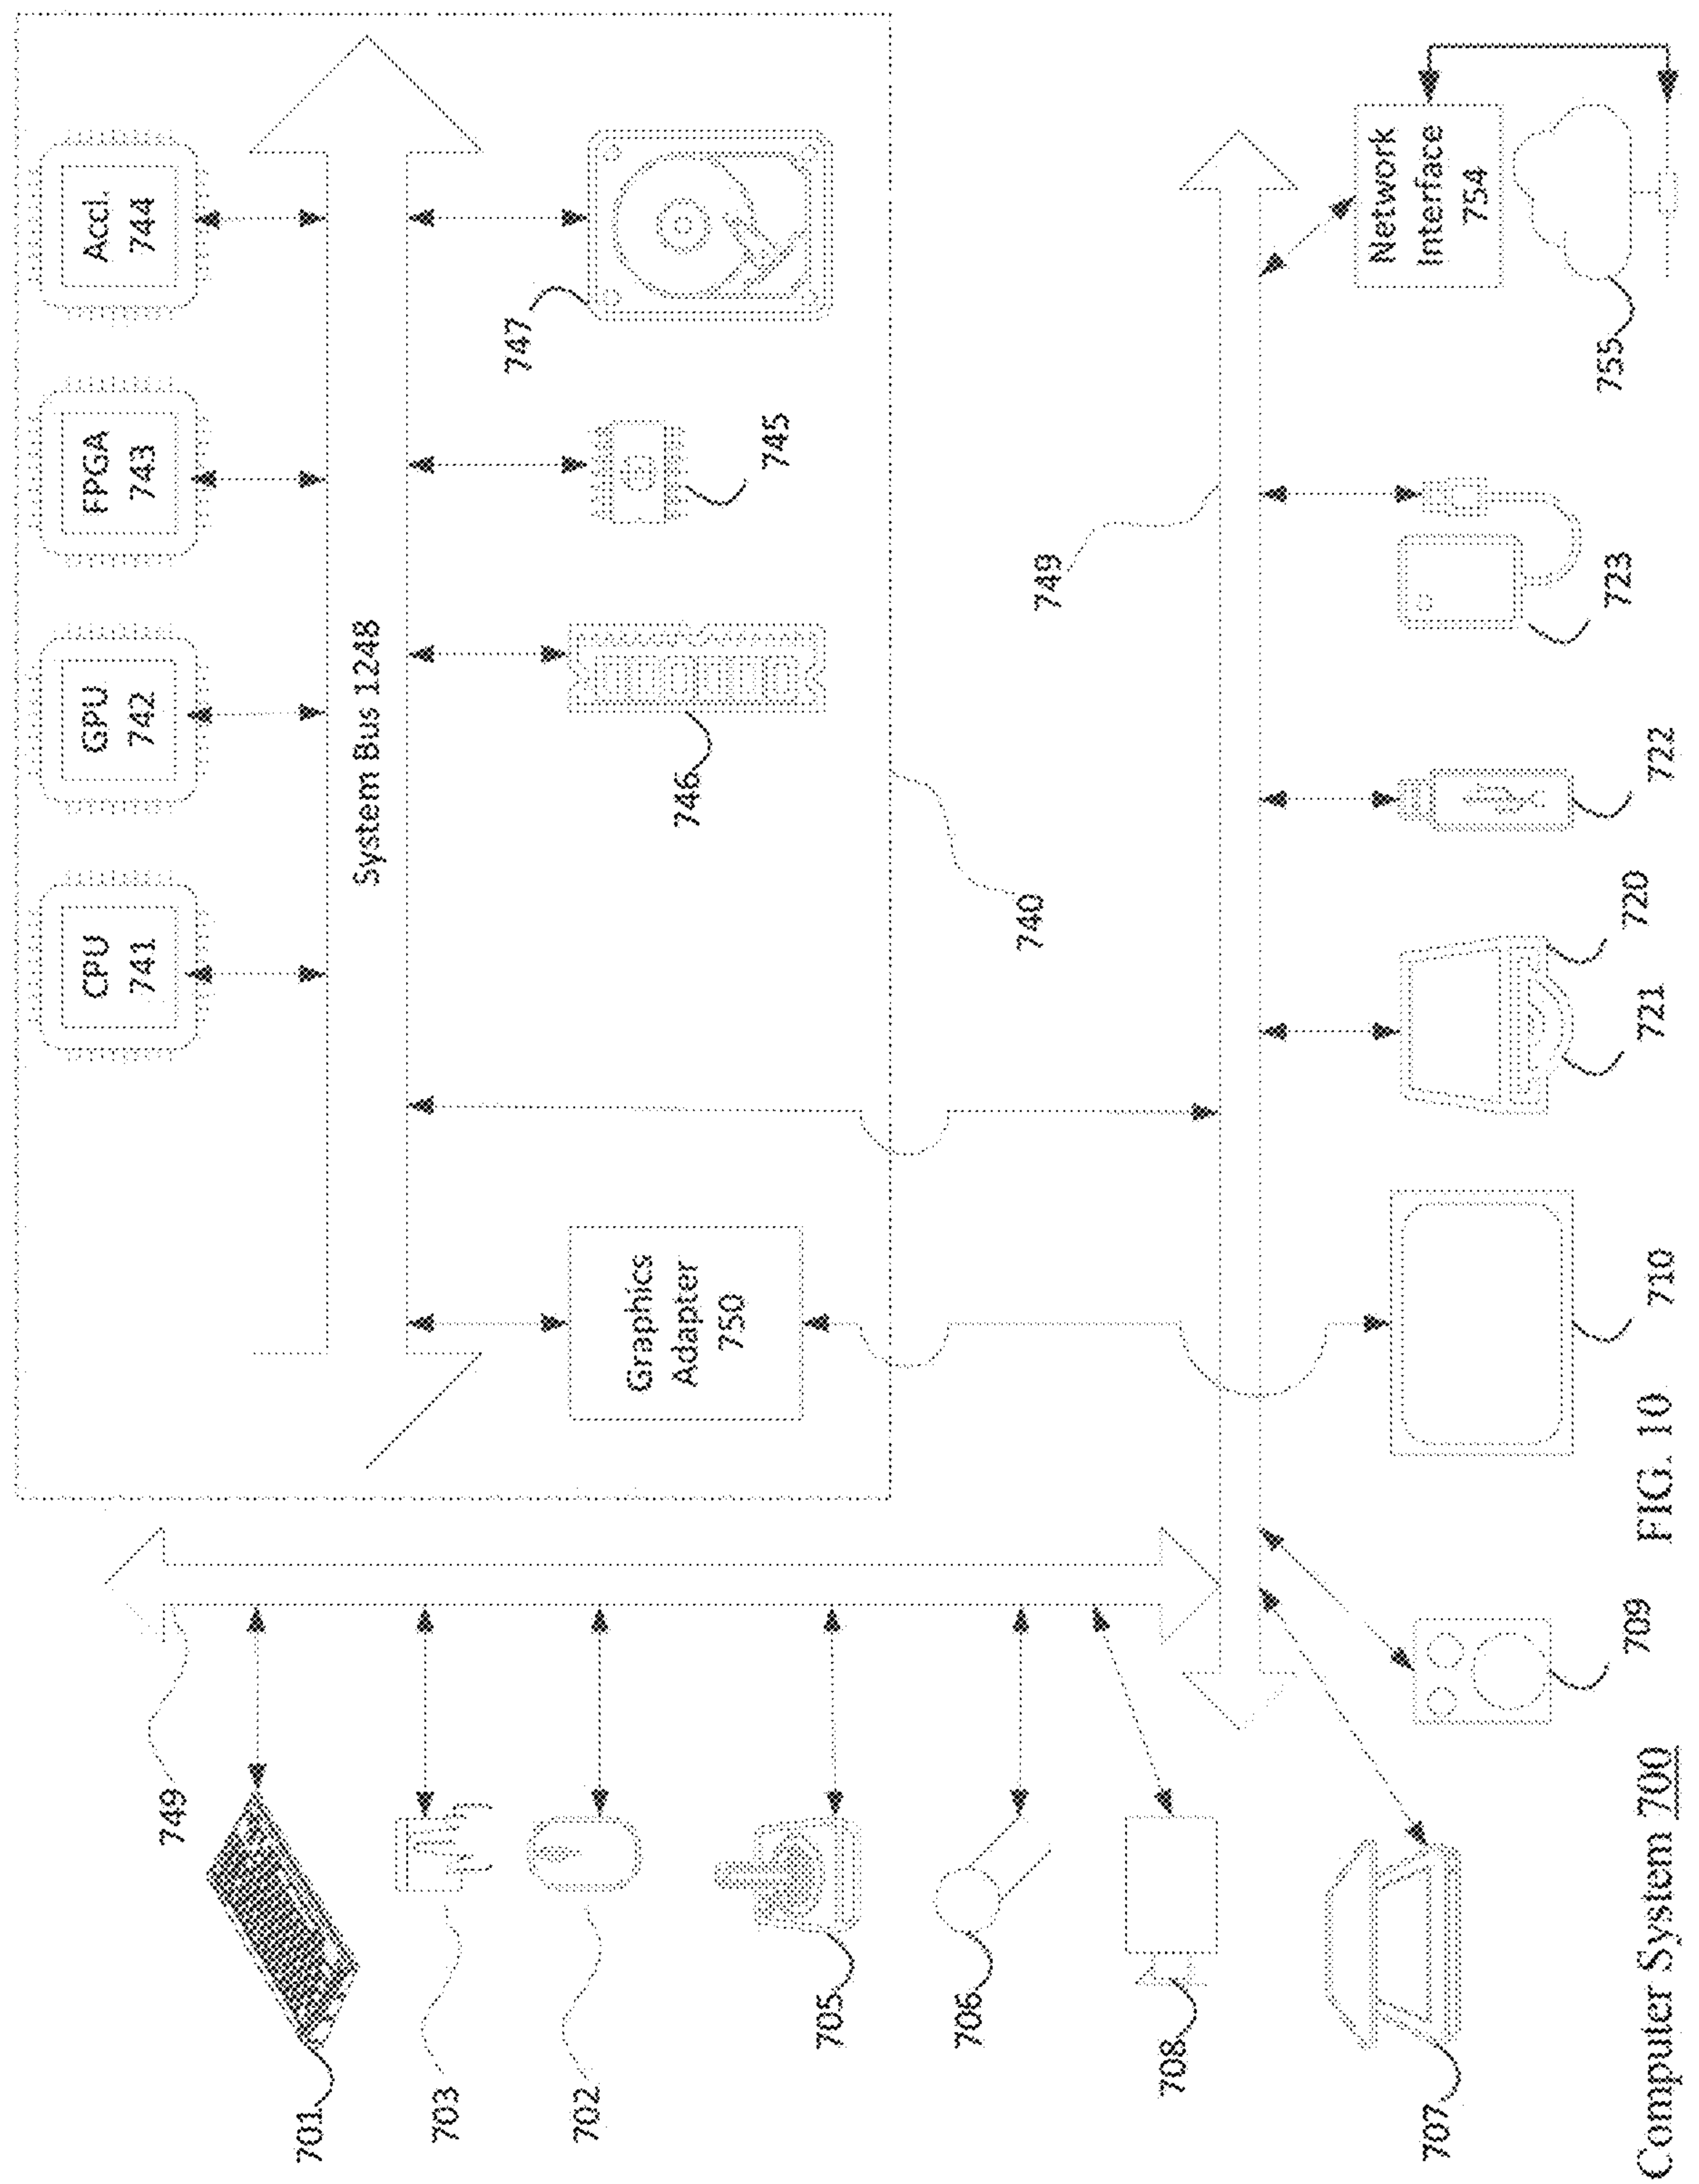 CPU
741
GPU
742
FPGA
743
Accl.
744
System Bus 1248
Graphics
Adapter
750
746
745
747
740
749
749
701
703
702
705
706
708
707
709
710
721
720
722
723
Network
Interface
754
755
Computer System 700
FIG. 10